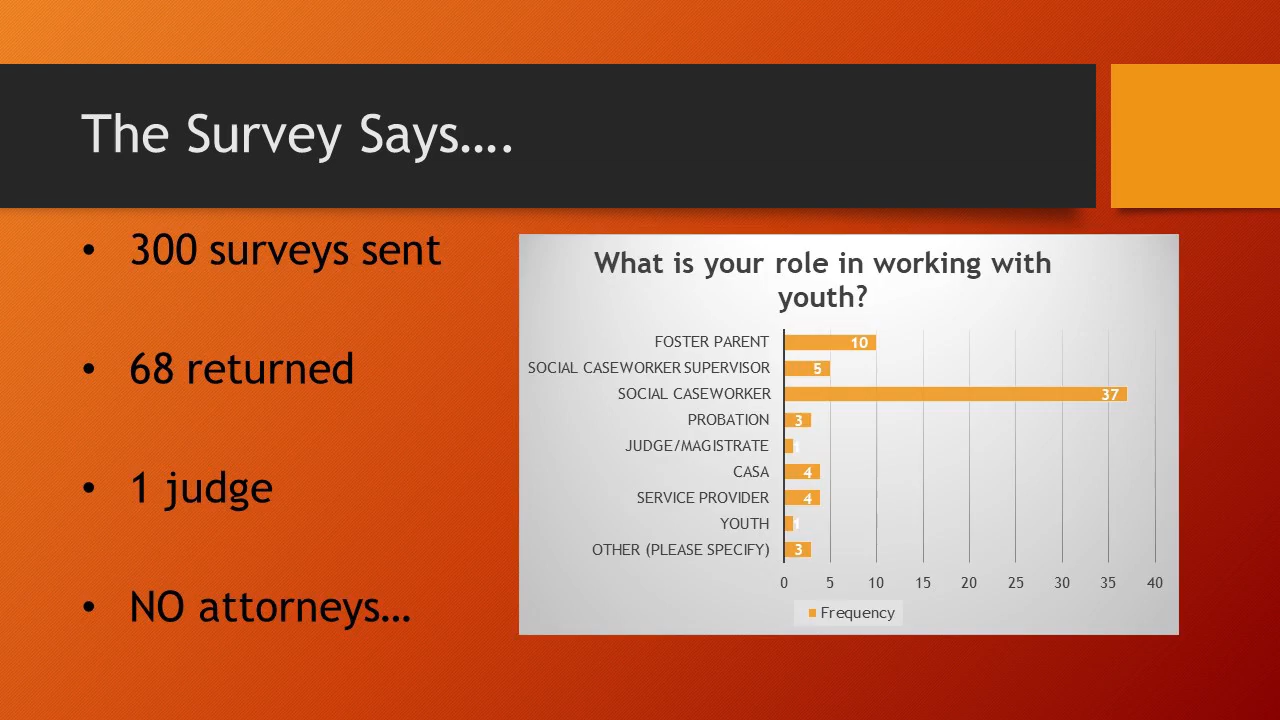 The Survey Says….
• 300 surveys sent
• 68 returned
• 1 judge
• NO attorneys…
What is your role in working with
youth?
FOSTER PARENT 10
SOCIAL CASEWORKER SUPERVISOR 5
SOCIAL CASEWORKER 37
PROBATION 3
JUDGE/MAGISTRATE 1
CASA 4
SERVICE PROVIDER 4
YOUTH 1
OTHER (PLEASE SPECIFY) 3
0 5 10 15 20 25 30 35 40
Frequency